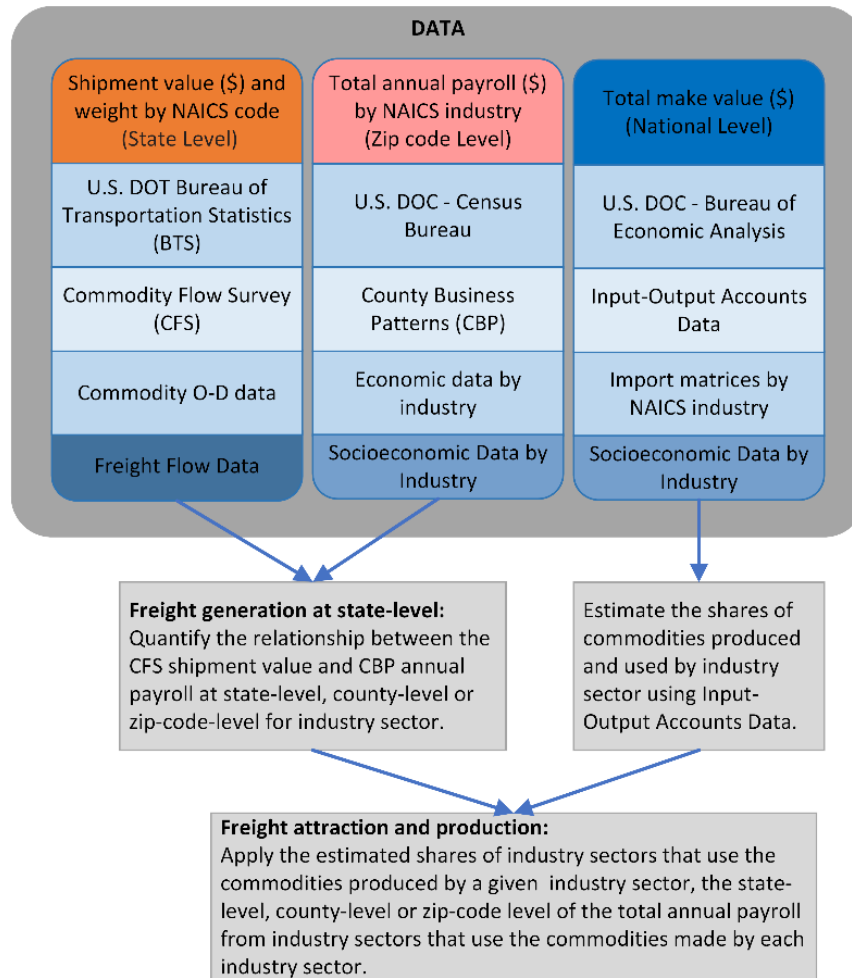 DATA
Shipment value ($) and
weight by NAICS code
(State Level)
U.S. DOT Bureau of
Transportation Statistics
(BTS)
Commodity Flow Survey
(CFS)
Commodity O-D data
Freight Flow Data
Total annual payroll ($)
by NAICS industry
(Zip code Level)
U.S. DOC - Census
Bureau
County Business
Patterns (CBP)
Economic data by
industry
Socioeconomic Data by
Industry
Total make value ($)
(National Level)
U.S. DOC - Bureau of
Economic Analysis
Input-Output Accounts
Data
Import matrices by
NAICS industry
Socioeconomic Data by
Industry
Freight generation at state-level:
Quantify the relationship between the
CFS shipment value and CBP annual
payroll at state-level, county-level or
zip-code-level for industry sector.
Estimate the shares of
commodities produced
and used by industry
sector using Input-
Output Accounts Data.
Freight attraction and production:
Apply the estimated shares of industry sectors that use the
commodities produced by a given industry sector, the state-
level, county-level or zip-code level of the total annual payroll
from industry sectors that use the commodities made by each
industry sector.